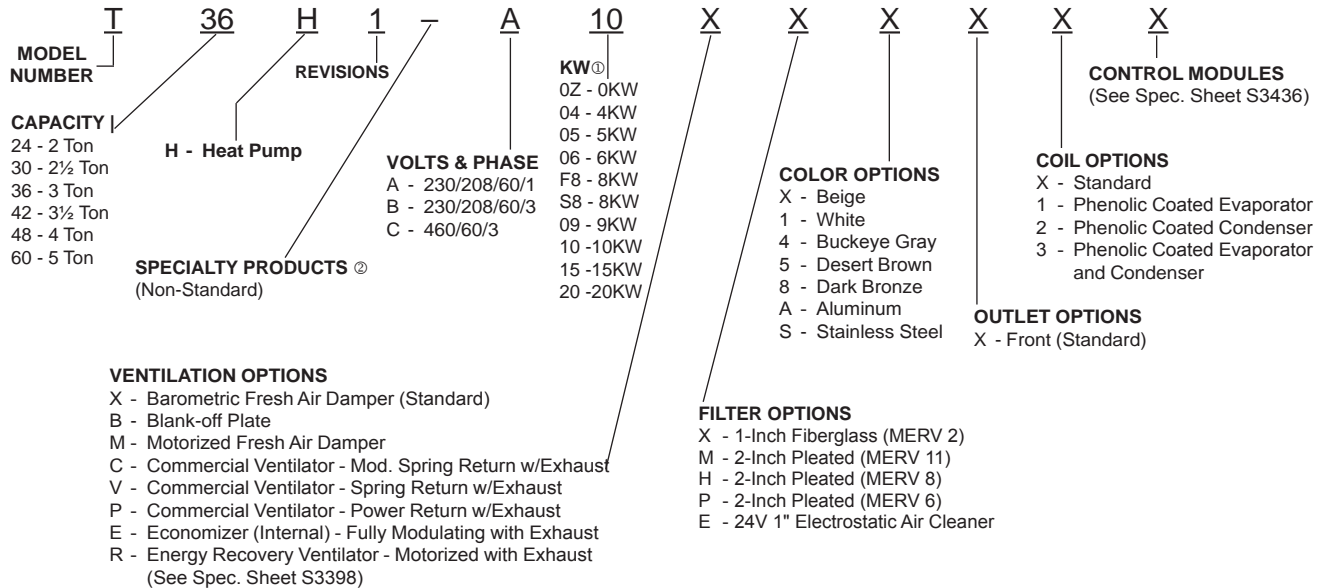 T 36 H 1 – A 10 X X X X X X
MODEL
NUMBER
REVISIONS
KW①
0Z - 0KW
04 - 4KW
05 - 5KW
06 - 6KW
F8 - 8KW
S8 - 8KW
09 - 9KW
10 -10KW
15 -15KW
20 -20KW
CONTROL MODULES
(See Spec. Sheet S3436)
CAPACITY
24 - 2 Ton
30 - 2½ Ton
36 - 3 Ton
42 - 3½ Ton
48 - 4 Ton
60 - 5 Ton
H - Heat Pump
VOLTS & PHASE
A - 230/208/60/1
B - 230/208/60/3
C - 460/60/3
COLOR OPTIONS
X - Beige
1 - White
4 - Buckeye Gray
5 - Desert Brown
8 - Dark Bronze
A - Aluminum
S - Stainless Steel
COIL OPTIONS
X - Standard
1 - Phenolic Coated Evaporator
2 - Phenolic Coated Condenser
3 - Phenolic Coated Evaporator
and Condenser
SPECIALTY PRODUCTS ②
(Non-Standard)
OUTLET OPTIONS
X - Front (Standard)
VENTILATION OPTIONS
X - Barometric Fresh Air Damper (Standard)
B - Blank-off Plate
M - Motorized Fresh Air Damper
C - Commercial Ventilator - Mod. Spring Return w/Exhaust
V - Commercial Ventilator - Spring Return w/Exhaust
P - Commercial Ventilator - Power Return w/Exhaust
E - Economizer (Internal) - Fully Modulating with Exhaust
R - Energy Recovery Ventilator - Motorized with Exhaust
(See Spec. Sheet S3398)
FILTER OPTIONS
X - 1-Inch Fiberglass (MERV 2)
M - 2-Inch Pleated (MERV 11)
H - 2-Inch Pleated (MERV 8)
P - 2-Inch Pleated (MERV 6)
E - 24V 1" Electrostatic Air Cleaner